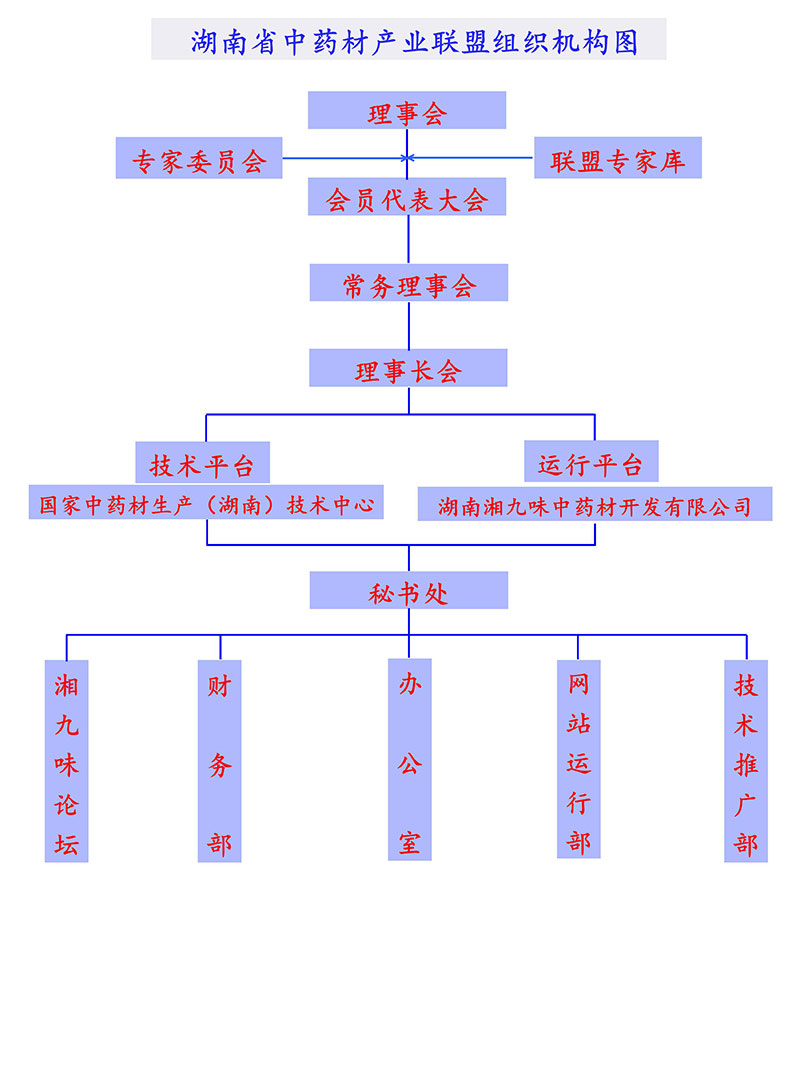 湖南省中药材产业联盟组织机构图
理事会
专家委员会
联盟专家库
会员代表大会
常务理事会
理事长会
技术平台
运行平台
国家中药材生产（湖南）技术中心
湖南湘九味中药材开发有限公司
秘书处
湘九味论坛
财务部
办公室
网站运行部
技术推广部